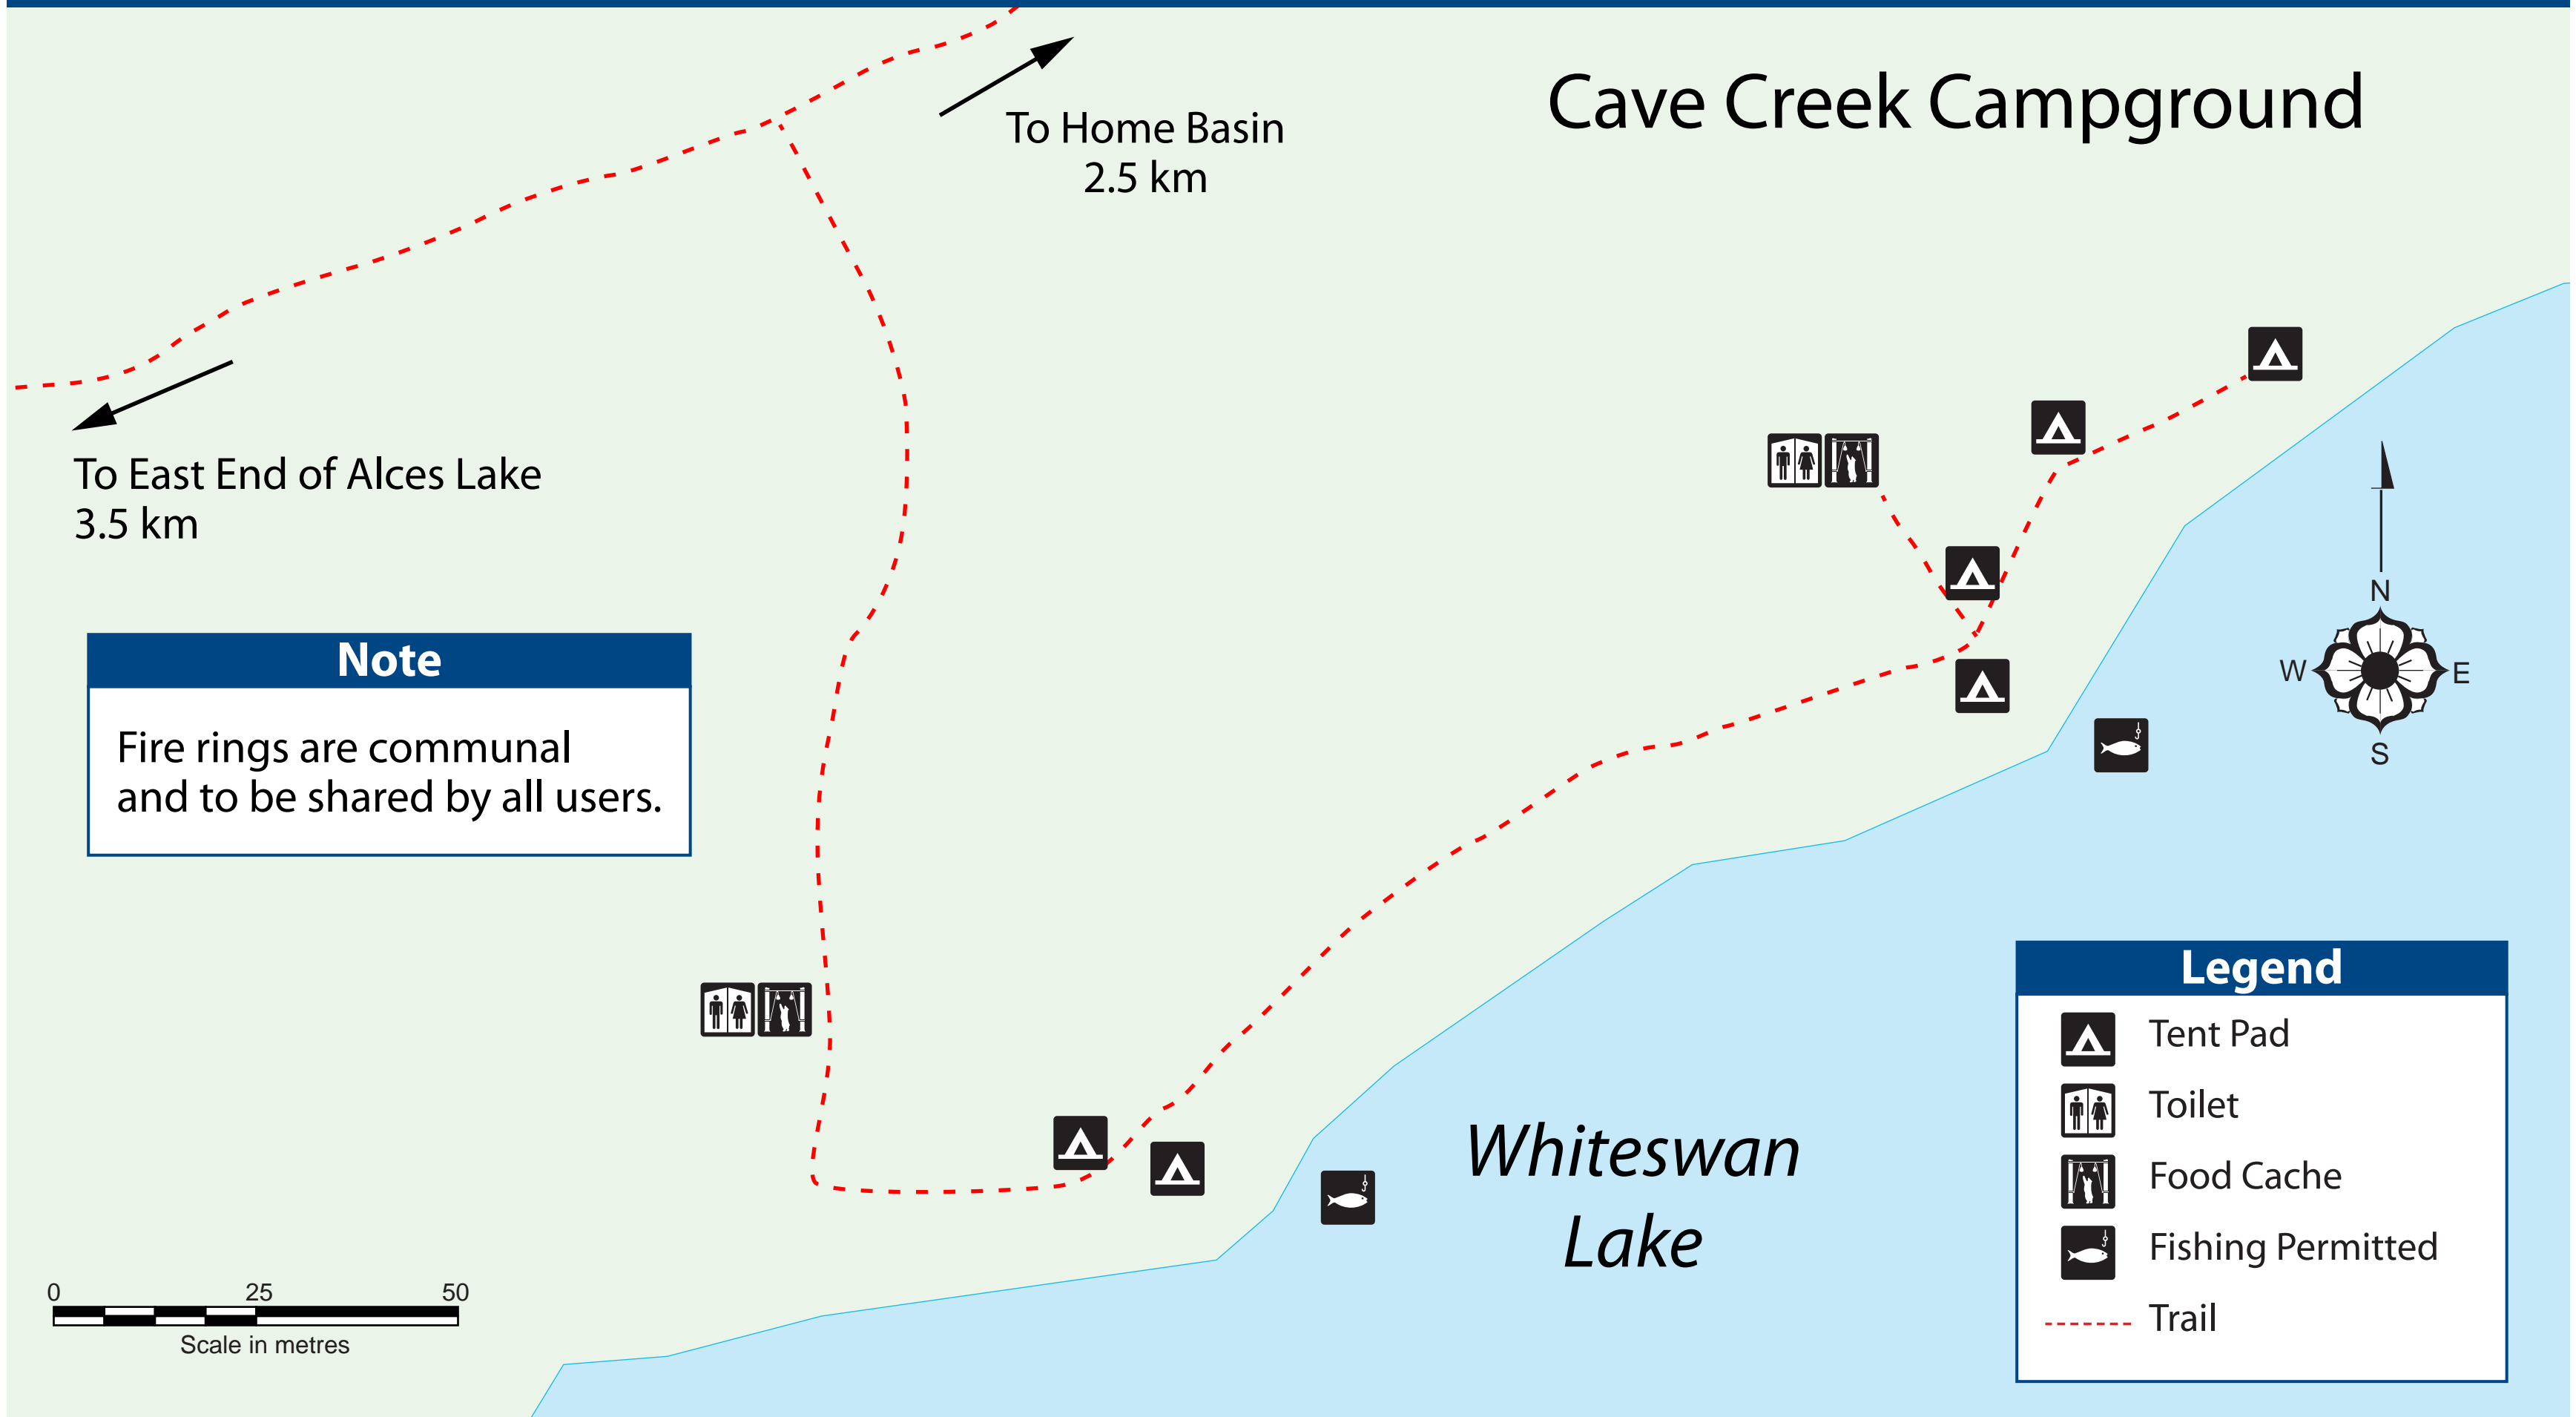 Cave Creek Campground
To Home Basin
2.5 km
To East End of Alces Lake
3.5 km
Note
Fire rings are communal
and to be shared by all users.
N
W
E
S
Whiteswan
Lake
Legend
Tent Pad
Toilet
Food Cache
Fishing Permitted
Trail
0 25 50
Scale in metres